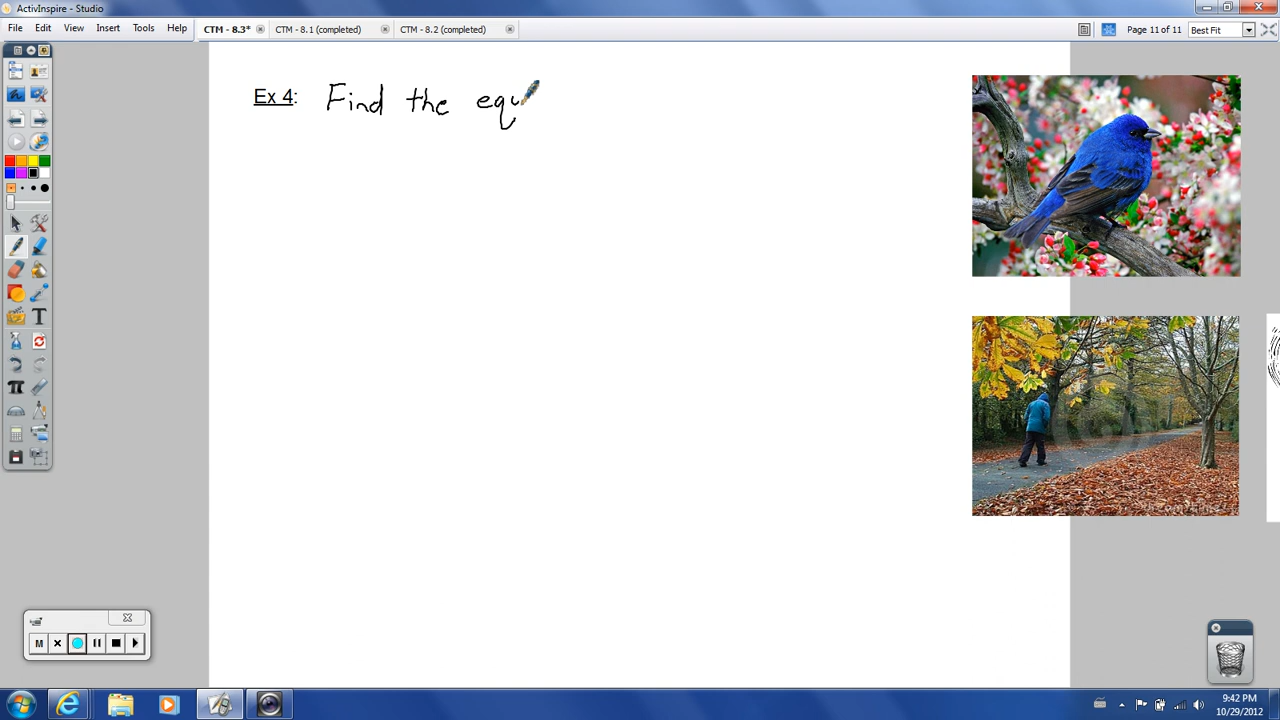 ActivInspire - Studio
File Edit View Insert Tools Help
CTM - 8.3* CTM - 8.1 (completed) CTM - 8.2 (completed)
Page 11 of 11 Best Fit
Ex 4: Find the equ
M
T
9:42 PM
10/29/2012